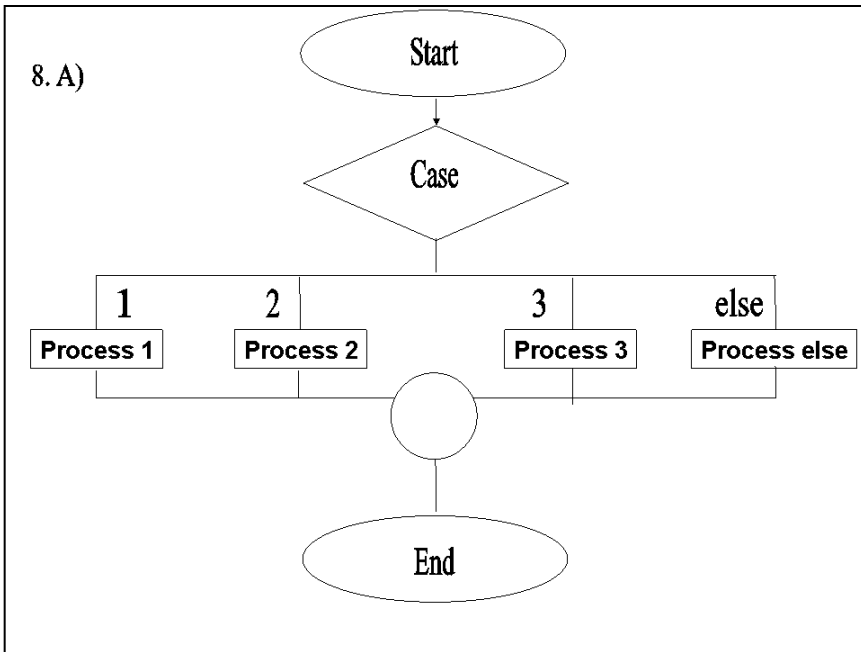 8. A)
Start
Case
1
2
3
else
Process 1
Process 2
Process 3
Process else
End